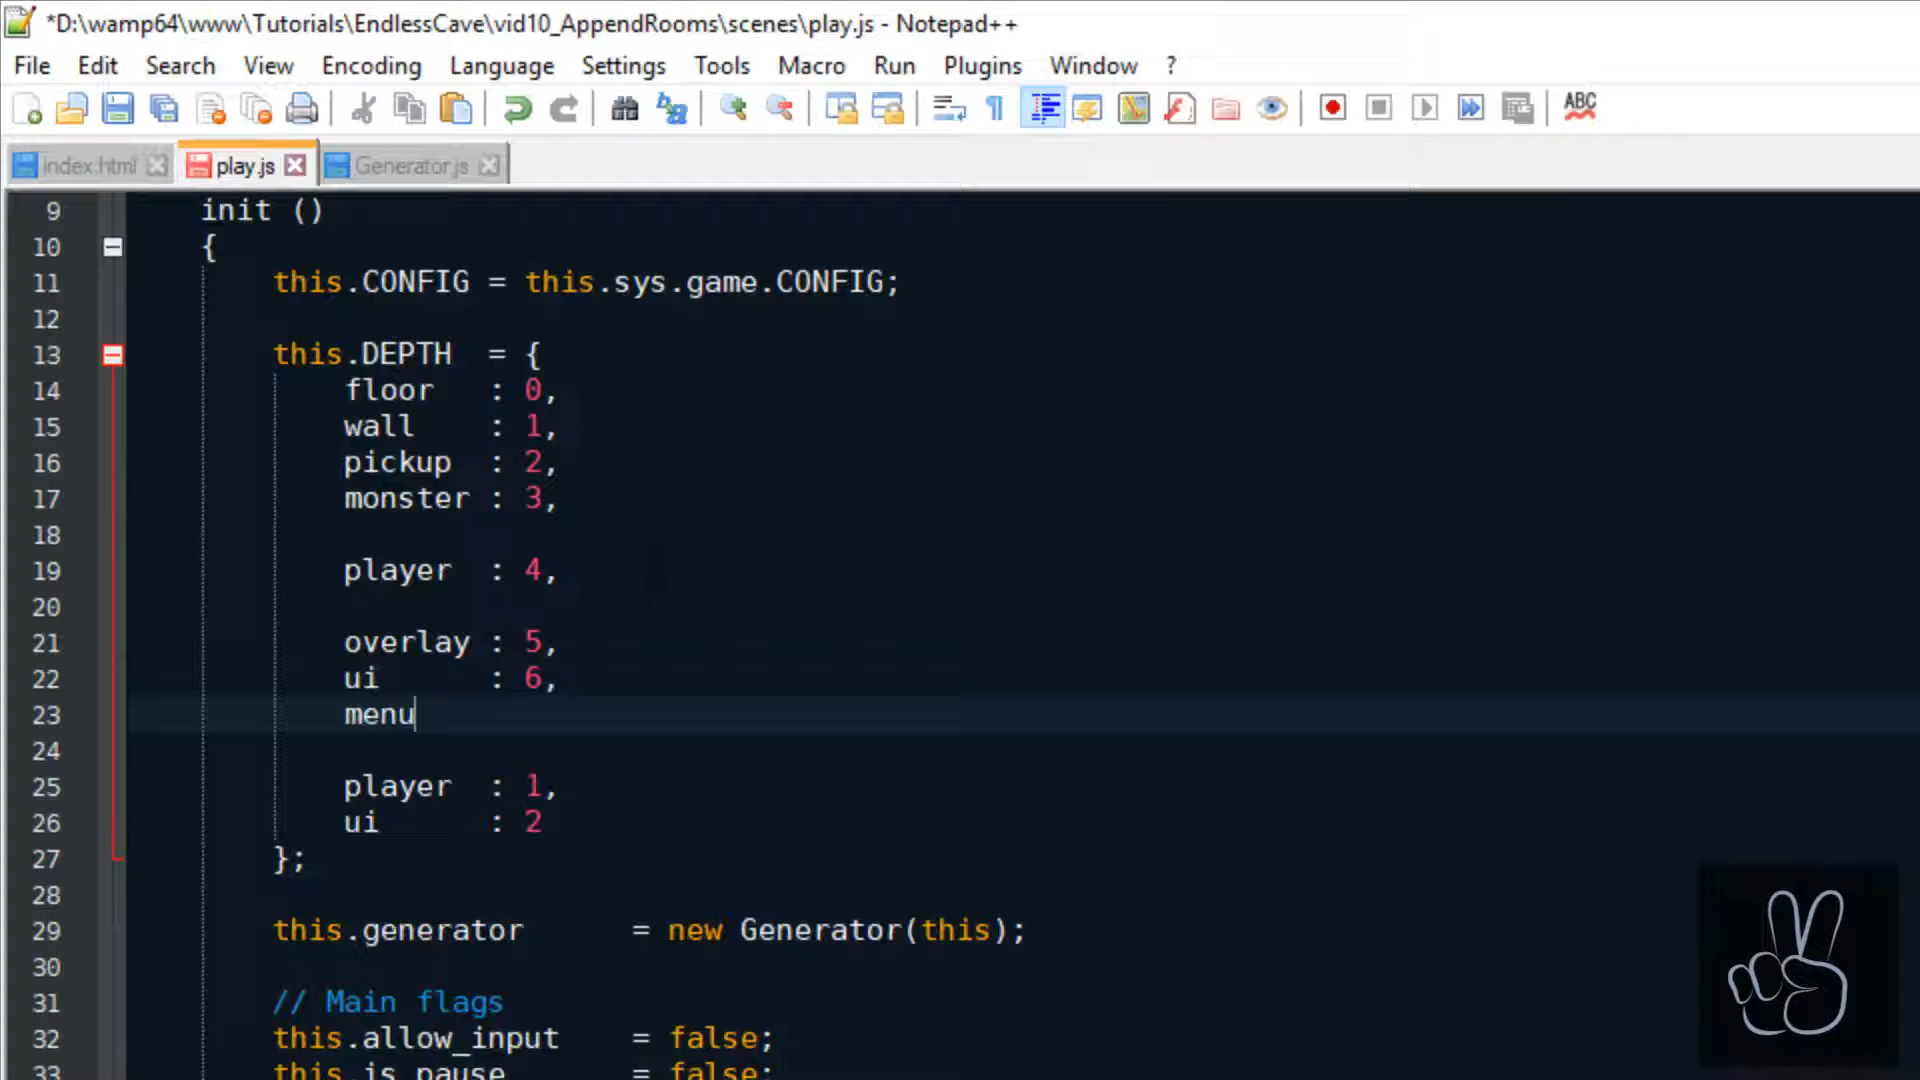 *D:\wamp64\www\Tutorials\EndlessCave\vid10_AppendRooms\scenes\play.js - Notepad++
File Edit Search View Encoding Language Settings Tools Macro Run Plugins Window ?
ABC
index.html play.js Generator.js
9 init ()
10 {
11 this.CONFIG = this.sys.game.CONFIG;
12
13 this.DEPTH = {
14 floor : 0,
15 wall : 1,
16 pickup : 2,
17 monster : 3,
18
19 player : 4,
20
21 overlay : 5,
22 ui : 6,
23 menu
24
25 player : 1,
26 ui : 2
27 };
28
29 this.generator = new Generator(this);
30
31 // Main flags
32 this.allow_input = false;
33 this.is_pause = false;